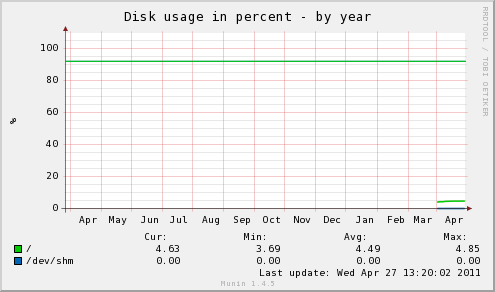 Disk usage in percent - by year
RRDTOOL / TOBI OETIKER
100
80
60
40
20
0
%
Apr May Jun Jul Aug Sep Oct Nov Dec Jan Feb Mar Apr
Cur: Min: Avg: Max:
/ 4.63 3.69 4.49 4.85
/dev/shm 0.00 0.00 0.00 0.00
Last update: Wed Apr 27 13:20:02 2011
Munin 1.4.5